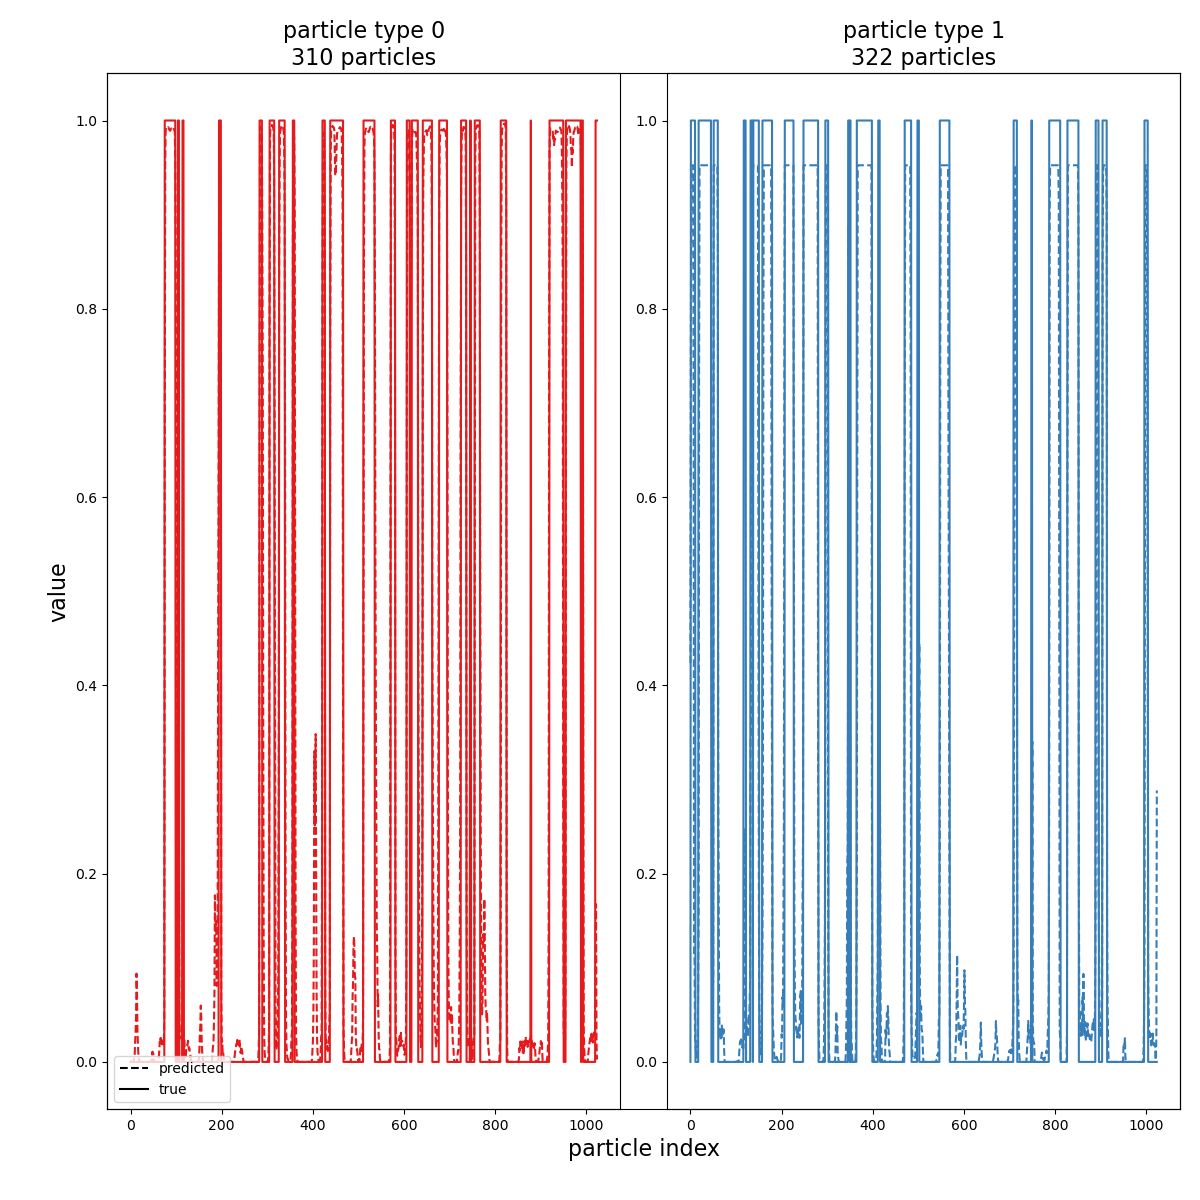 particle type 0
310 particles
particle type 1
322 particles
1.0
0.8
0.6
0.4
0.2
0.0
1.0
0.8
0.6
0.4
0.2
0.0
value
predicted
true
0 200 400 600 800 1000
0 200 400 600 800 1000
particle index